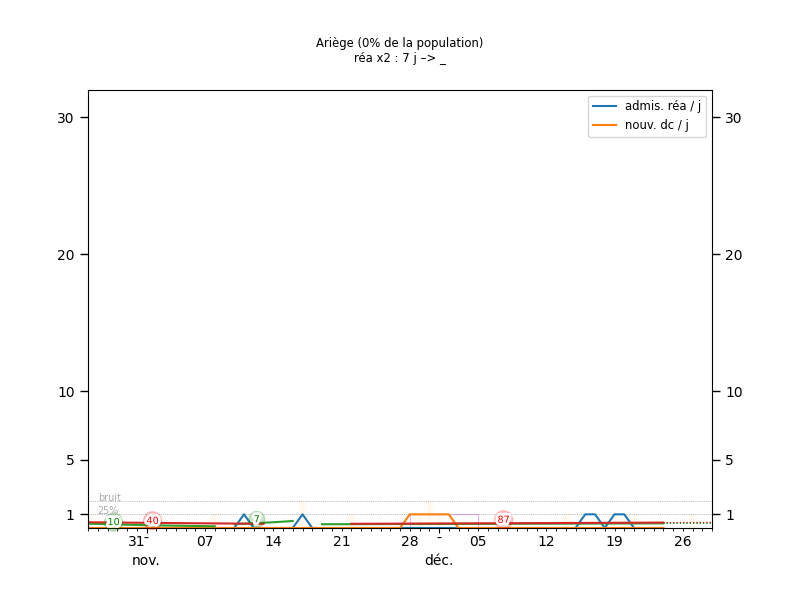 Ariège (0% de la population)
réa x2 : 7 j –> _
admis. réa / j
nouv. dc / j
30 30
20 20
10 10
5 5
bruit
25%
1 1
10 40 7 87
31 07 14 21 28 - 05 12 19 26
nov. déc.